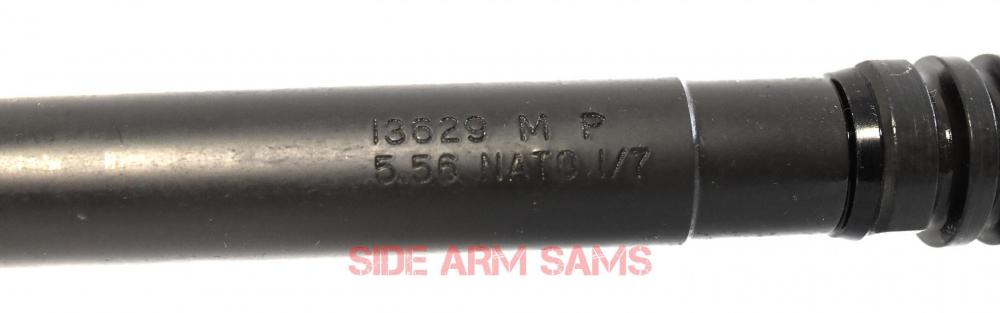 13629 M P
5.56 NATO 1/7
SIDE ARM SAMS